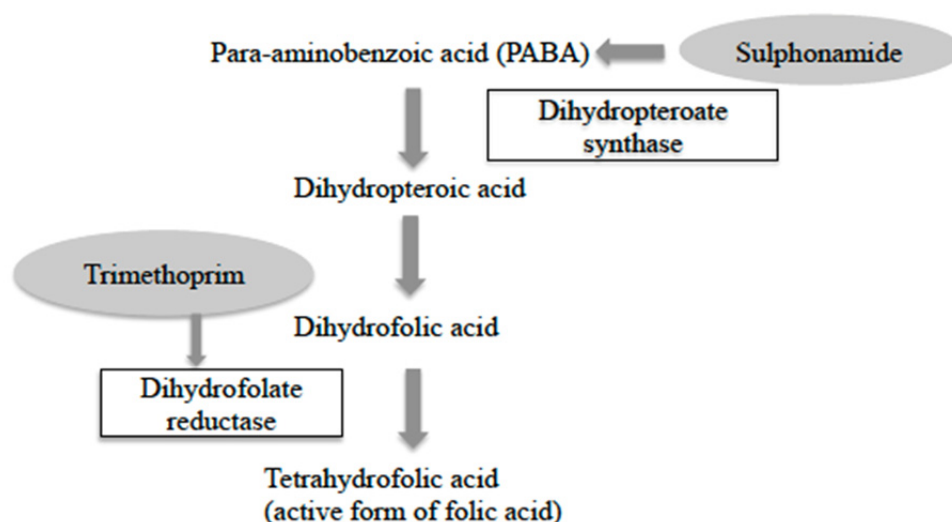 Para-aminobenzoic acid (PABA)
Sulphonamide
Dihydropteroate
synthase
Dihydropteroic acid
Trimethoprim
Dihydrofolic acid
Dihydrofolate
reductase
Tetrahydrofolic acid
(active form of folic acid)